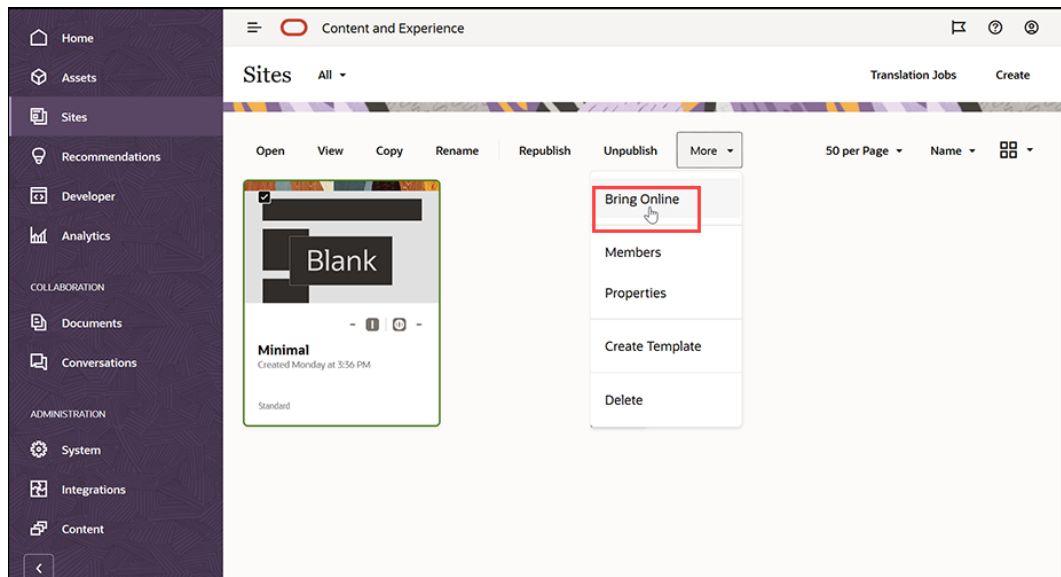 Home
Assets
Sites
Recommendations
Developer
Analytics
COLLABORATION
Documents
Conversations
ADMINISTRATION
System
Integrations
Content
Content and Experience
Sites All
Translation Jobs Create
Open View Copy Rename Republish Unpublish More 50 per Page Name
Bring Online
Members
Properties
Create Template
Delete
Blank
Minimal
Created Monday at 3:36 PM
Standard